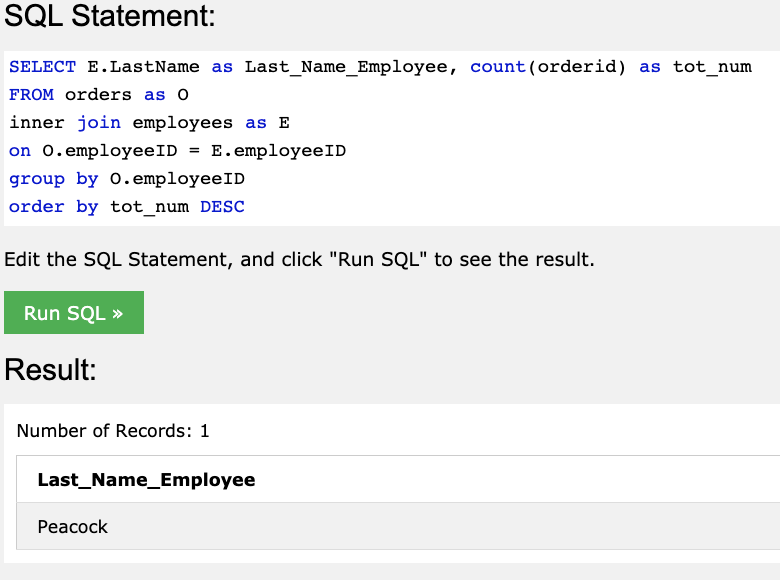 SQL Statement:
SELECT E.LastName as Last_Name_Employee, count(orderid) as tot_num
FROM orders as O
inner join employees as E
on O.employeeID = E.employeeID
group by O.employeeID
order by tot_num DESC
Edit the SQL Statement, and click "Run SQL" to see the result.
Run SQL »
Result:
Number of Records: 1
Last_Name_Employee
Peacock